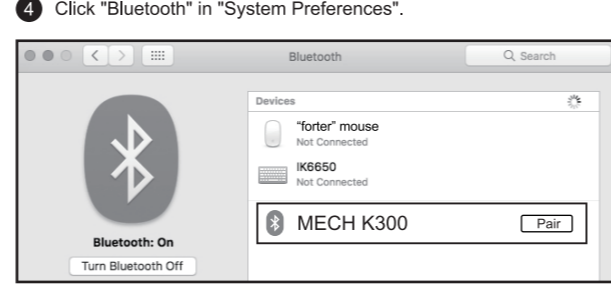 4 Click "Bluetooth" in "System Preferences".
Bluetooth
Search
Devices
“forter” mouse
Not Connected
IK6650
Not Connected
MECH K300
Pair
Bluetooth: On
Turn Bluetooth Off